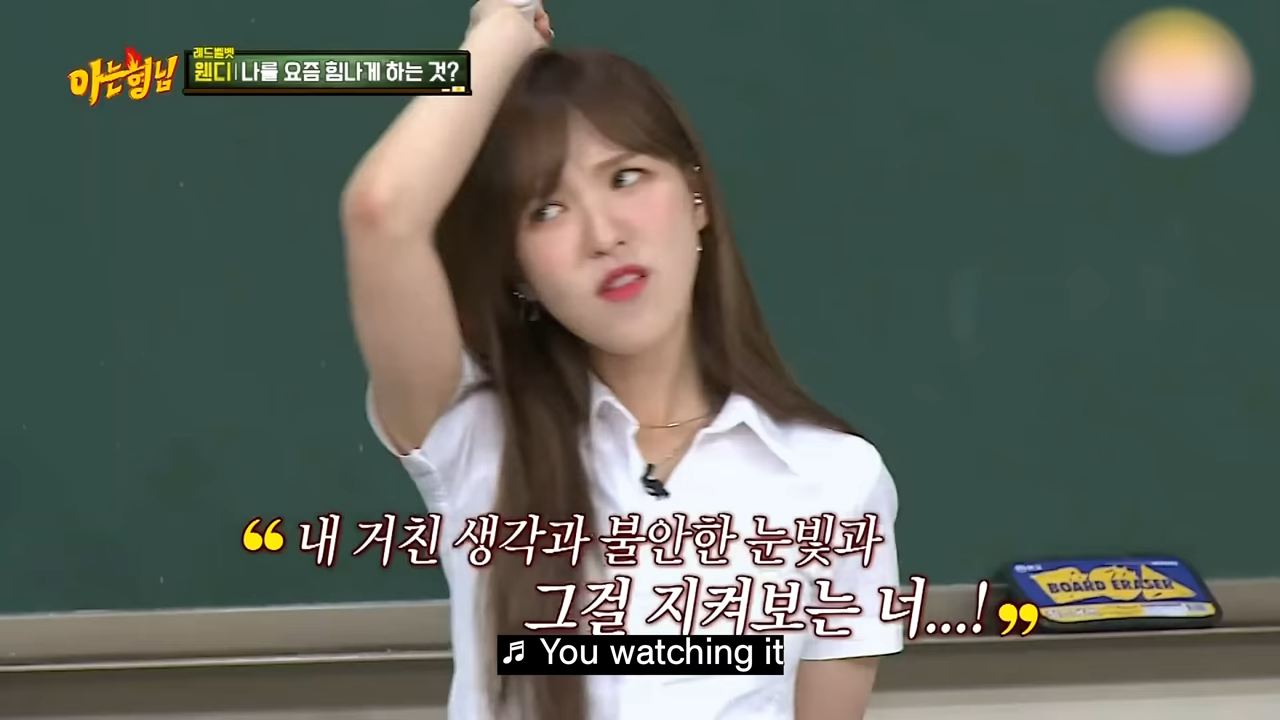 아는형님
레드벨벳
웬디 | 나를 요즘 힘나게 하는 것?
“ 내 거친 생각과 불안한 눈빛과
그걸 지켜보는 너...! ”
BOARD ERASER
♬ You watching it